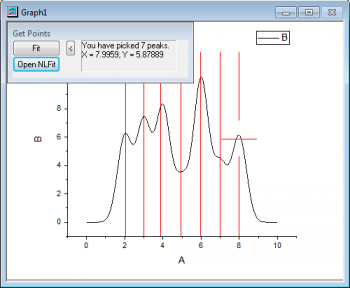 Graph1
Get Points
Fit
<
You have picked 7 peaks.
X = 7.9959, Y = 5.87889
Open NLFit
B
8
6
4
2
0
B
0 2 4 6 8 10
A